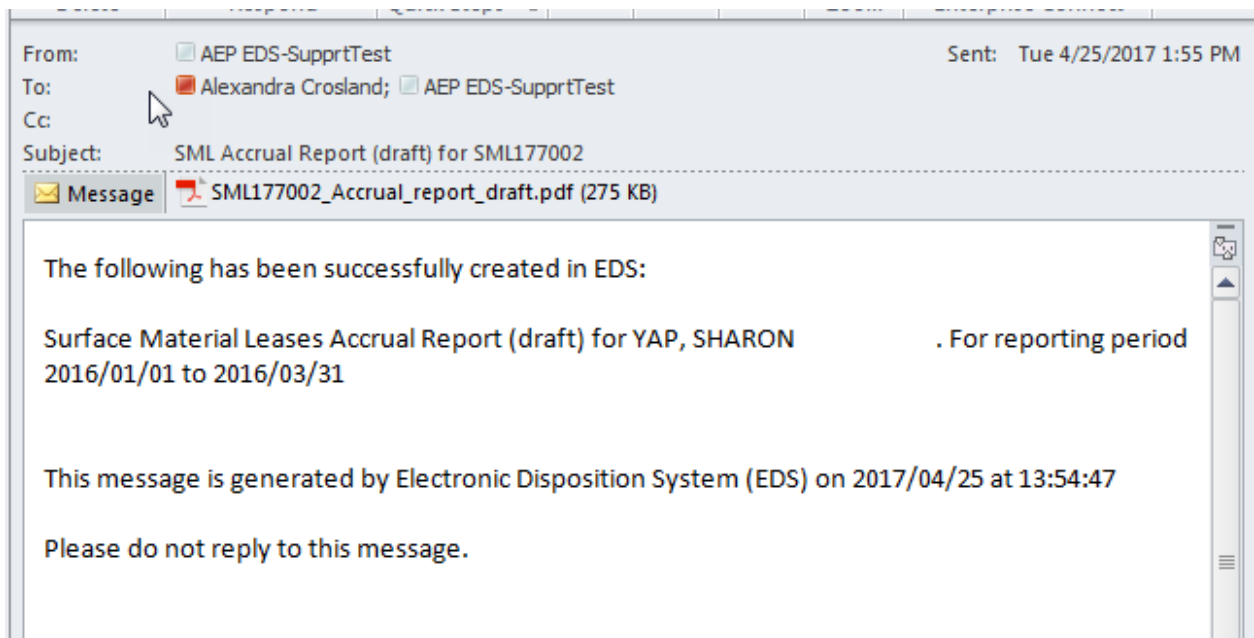 From: AEP EDS-SupprtTest Sent: Tue 4/25/2017 1:55 PM
To: Alexandra Crosland; AEP EDS-SupprtTest
Cc:
Subject: SML Accrual Report (draft) for SML177002
Message SML177002_Accrual_report_draft.pdf (275 KB)
The following has been successfully created in EDS:
Surface Material Leases Accrual Report (draft) for YAP, SHARON . For reporting period
2016/01/01 to 2016/03/31
This message is generated by Electronic Disposition System (EDS) on 2017/04/25 at 13:54:47
Please do not reply to this message.